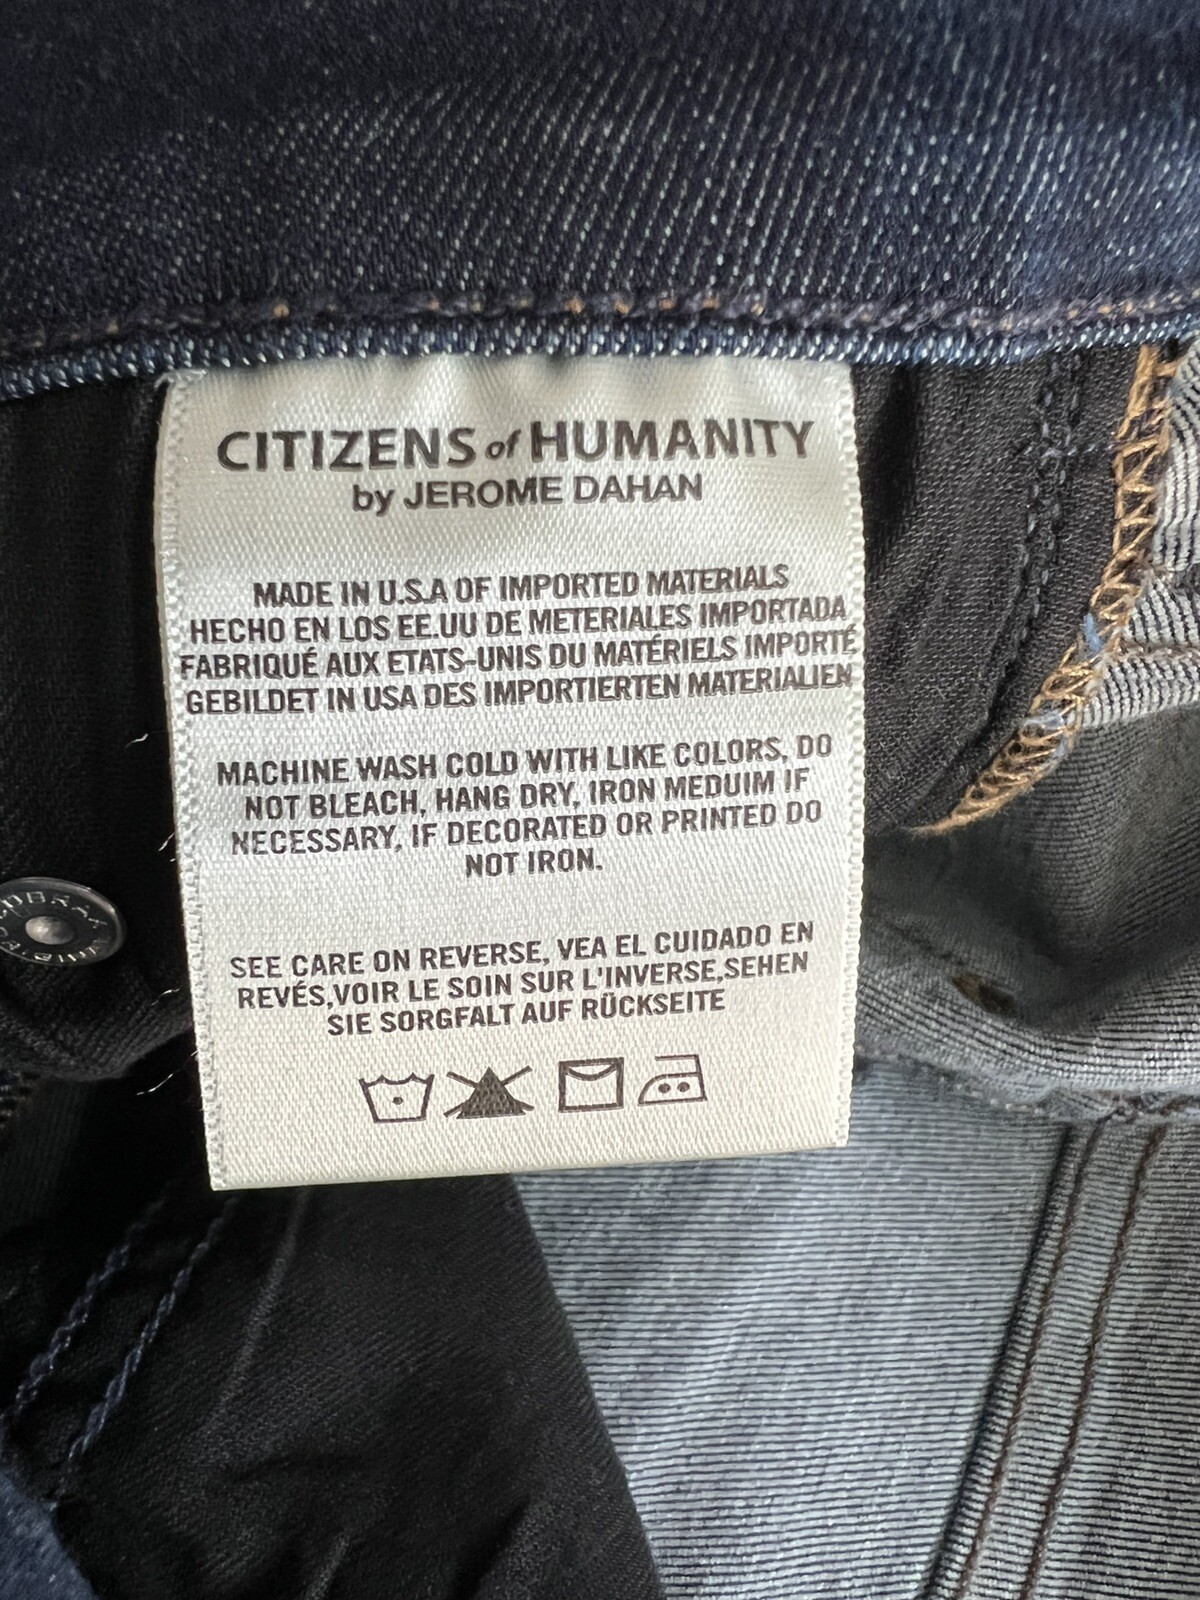 CITIZENS of HUMANITY
by JEROME DAHAN
MADE IN U.S.A OF IMPORTED MATERIALS
HECHO EN LOS EE.UU DE METERIALES IMPORTADA
FABRIQUÉ AUX ETATS-UNIS DU MATÉRIELS IMPORTÉ
GEBILDET IN USA DES IMPORTIERTEN MATERIALIEN
MACHINE WASH COLD WITH LIKE COLORS, DO
NOT BLEACH, HANG DRY, IRON MEDUIM IF
NECESSARY, IF DECORATED OR PRINTED DO
NOT IRON.
SEE CARE ON REVERSE, VEA EL CUIDADO EN
REVÉS,VOIR LE SOIN SUR L'INVERSE,SEHEN
SIE SORGFALT AUF RÜCKSEITE